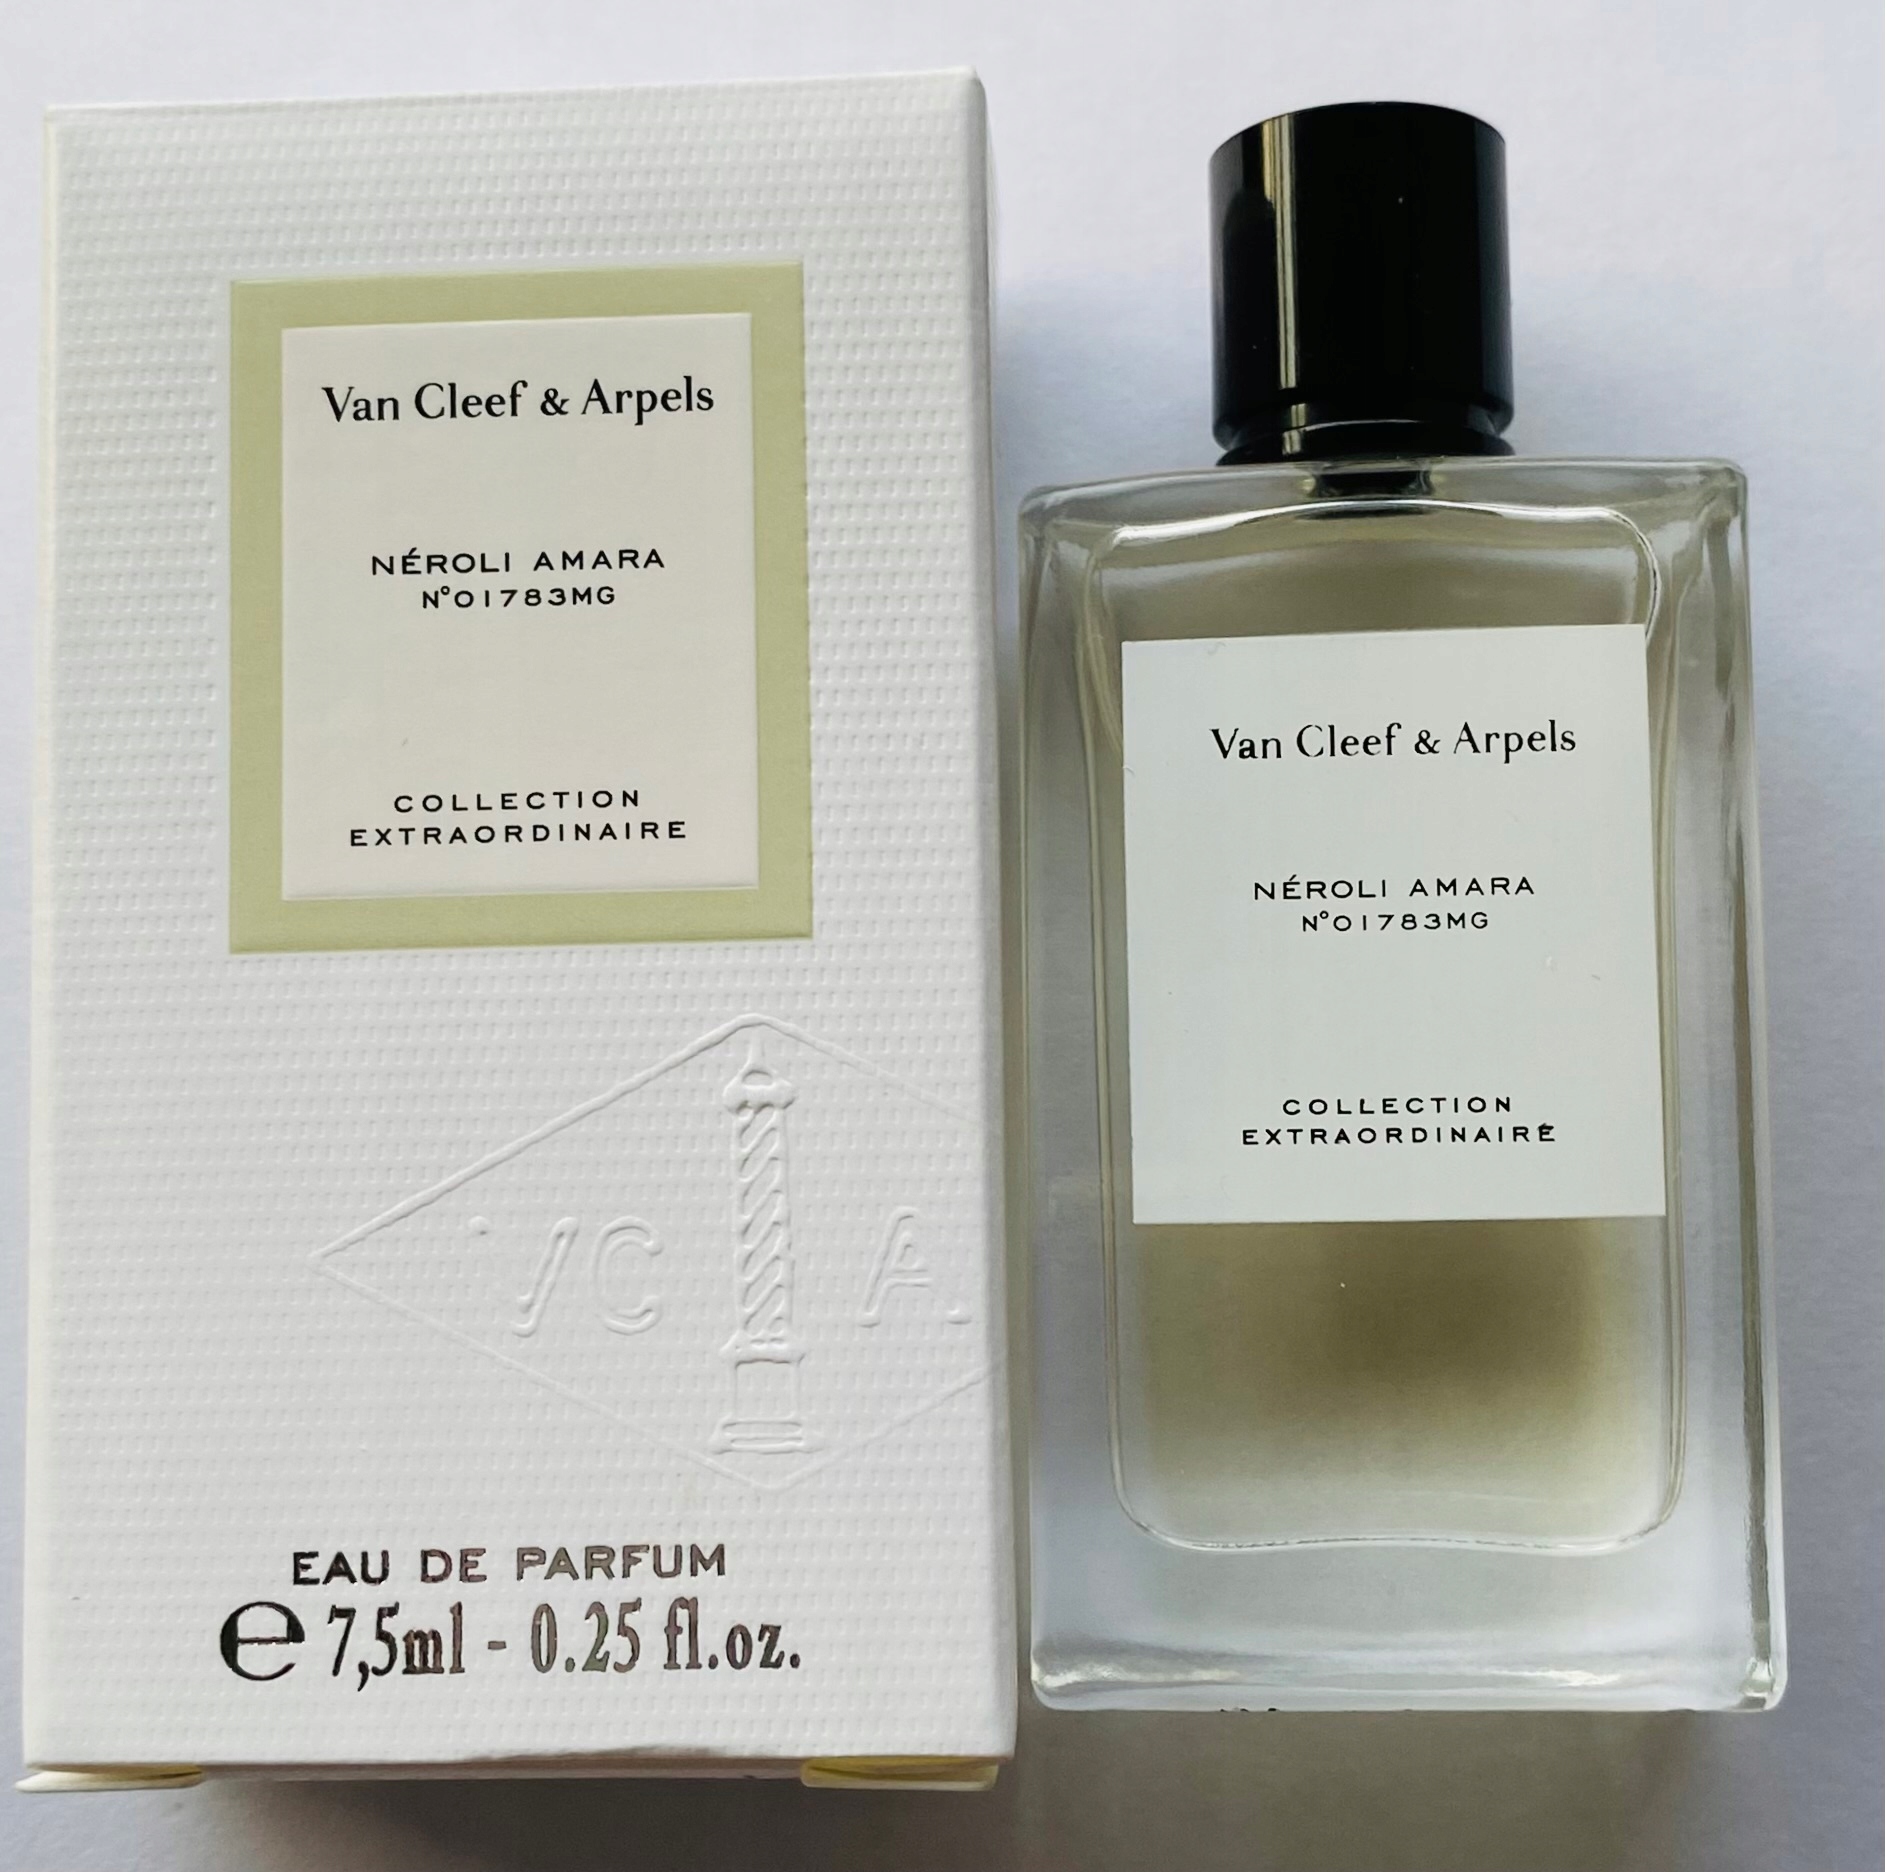 Van Cleef & Arpels
NÉROLI AMARA
N°01783MG
COLLECTION
EXTRAORDINAIRE
VC A.
EAU DE PARFUM
℮ 7,5ml - 0.25 fl.oz.
Van Cleef & Arpels
NÉROLI AMARA
N°01783MG
COLLECTION
EXTRAORDINAIRE